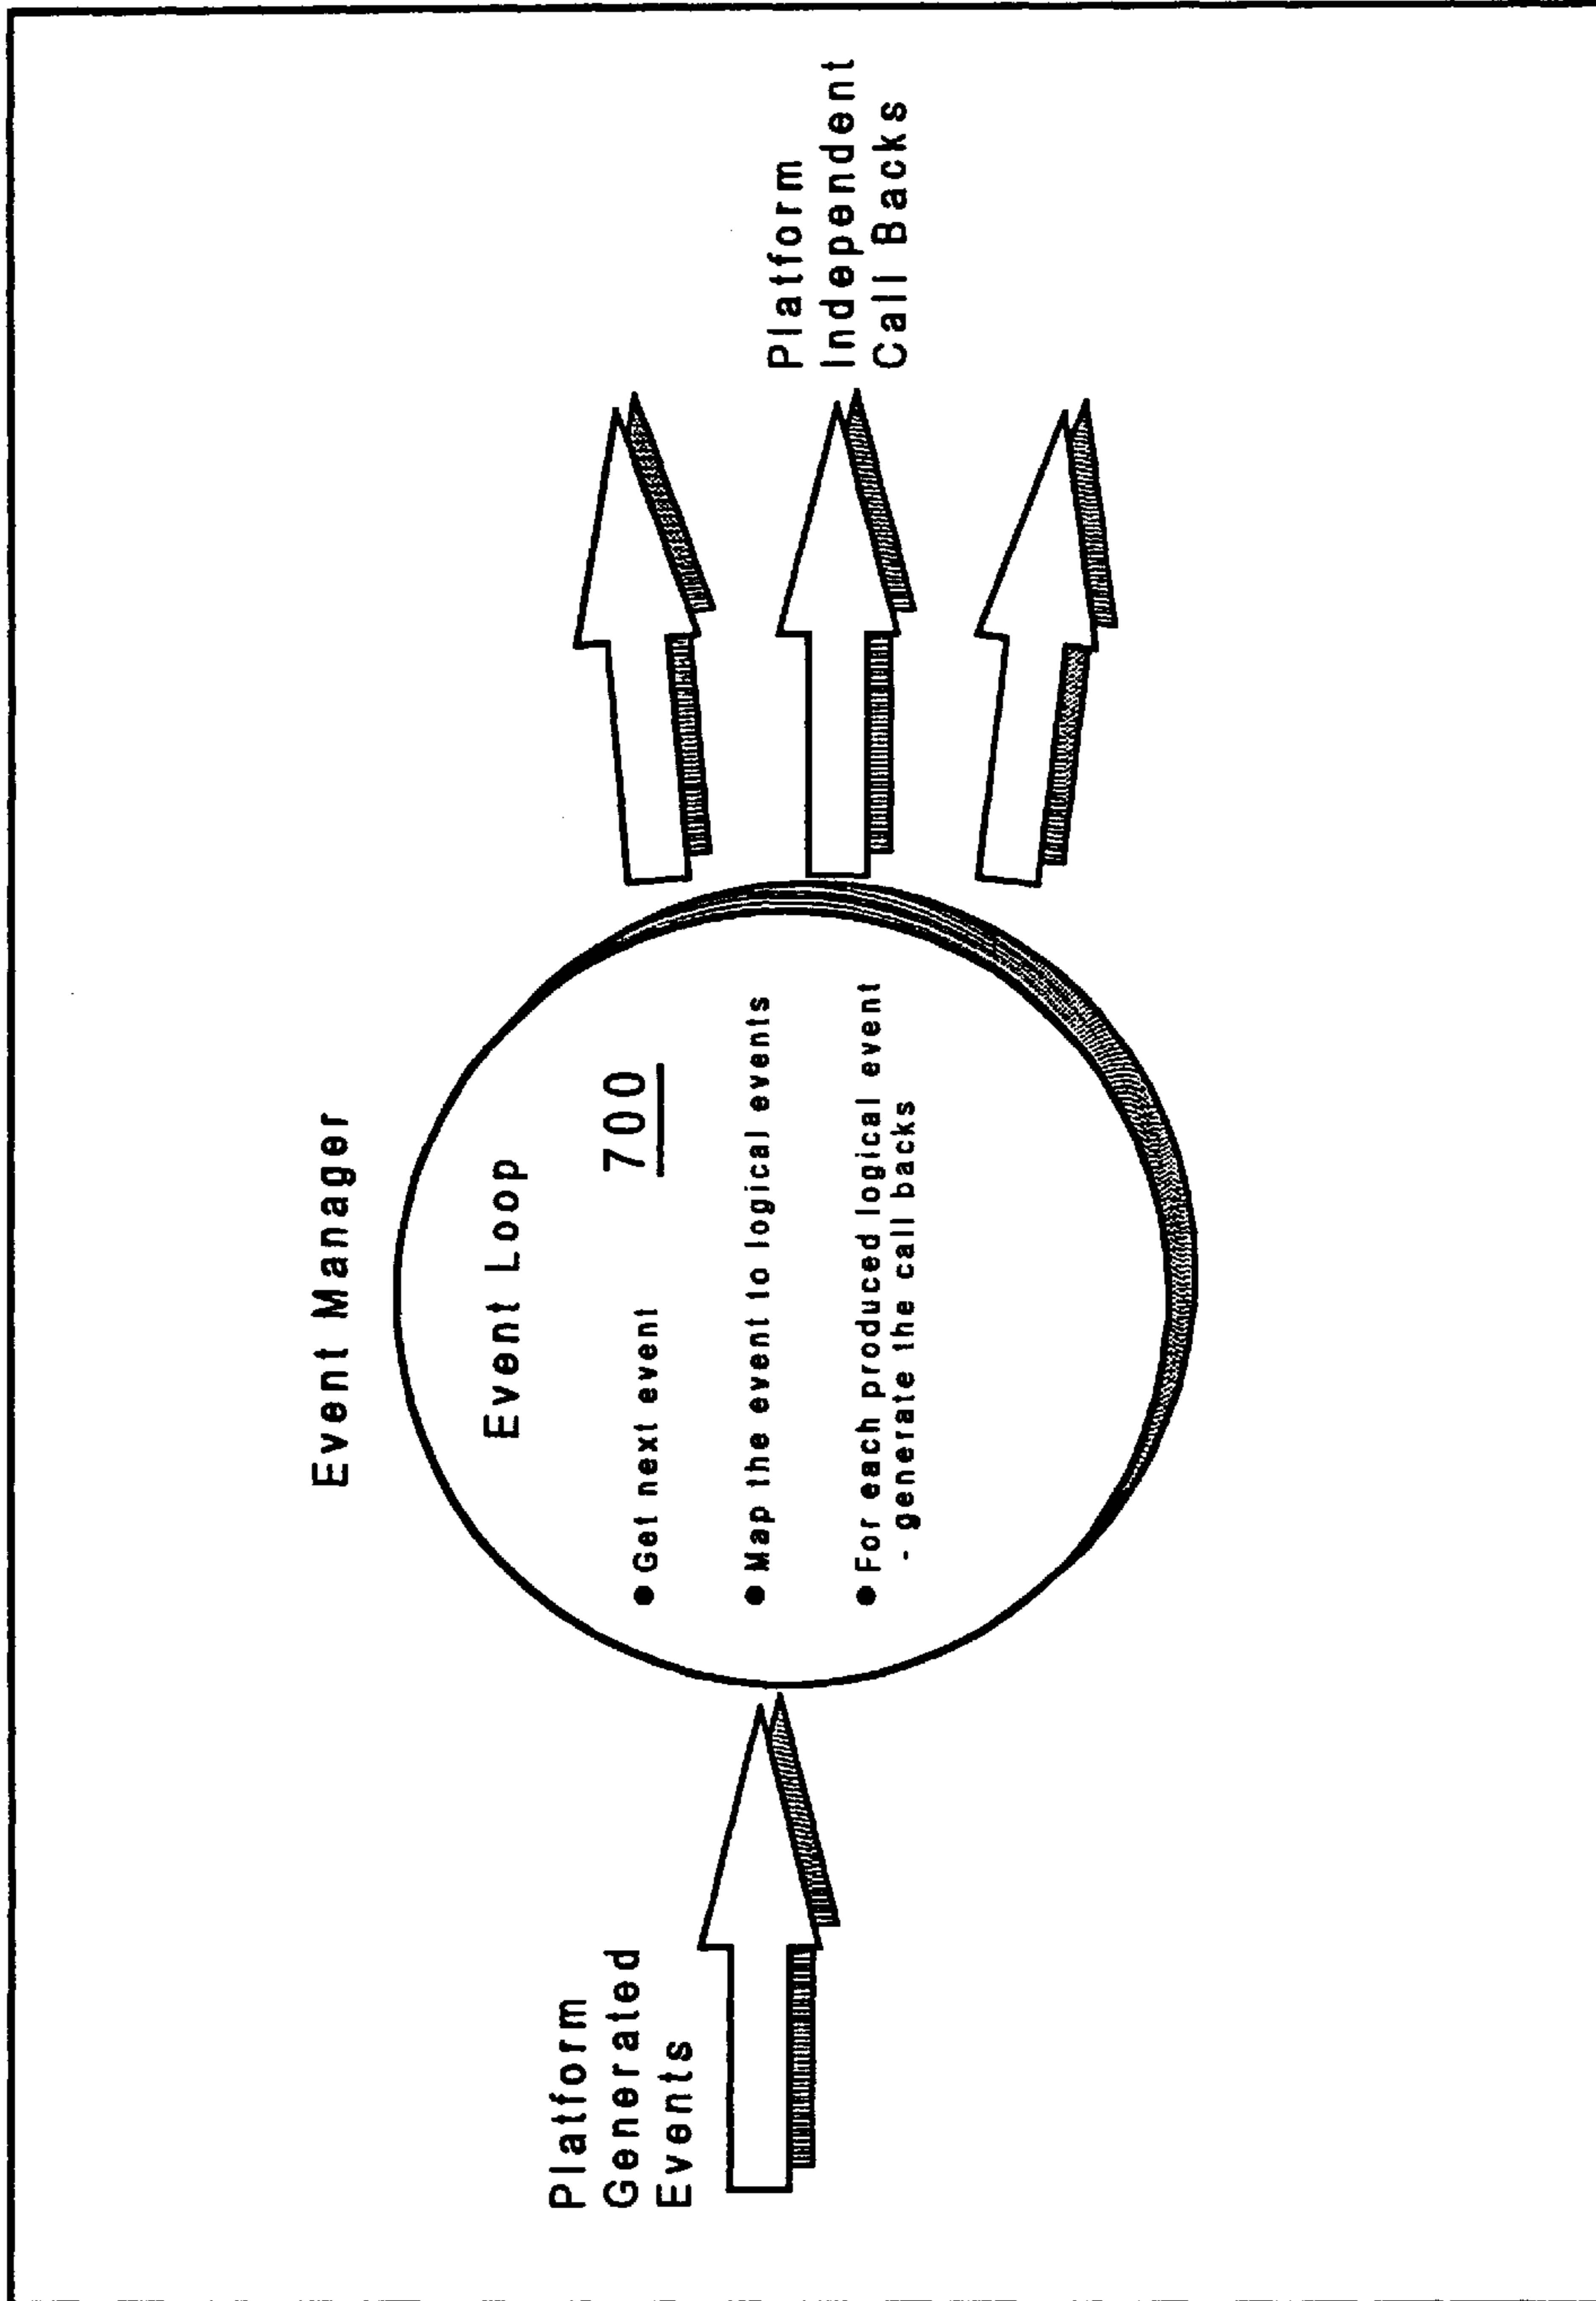 Event Manager
Platform
Generated
Events
Event Loop
700
● Get next event
● Map the event to logical events
● For each produced logical event
- generate the call backs
Platform
Independent
Call Backs